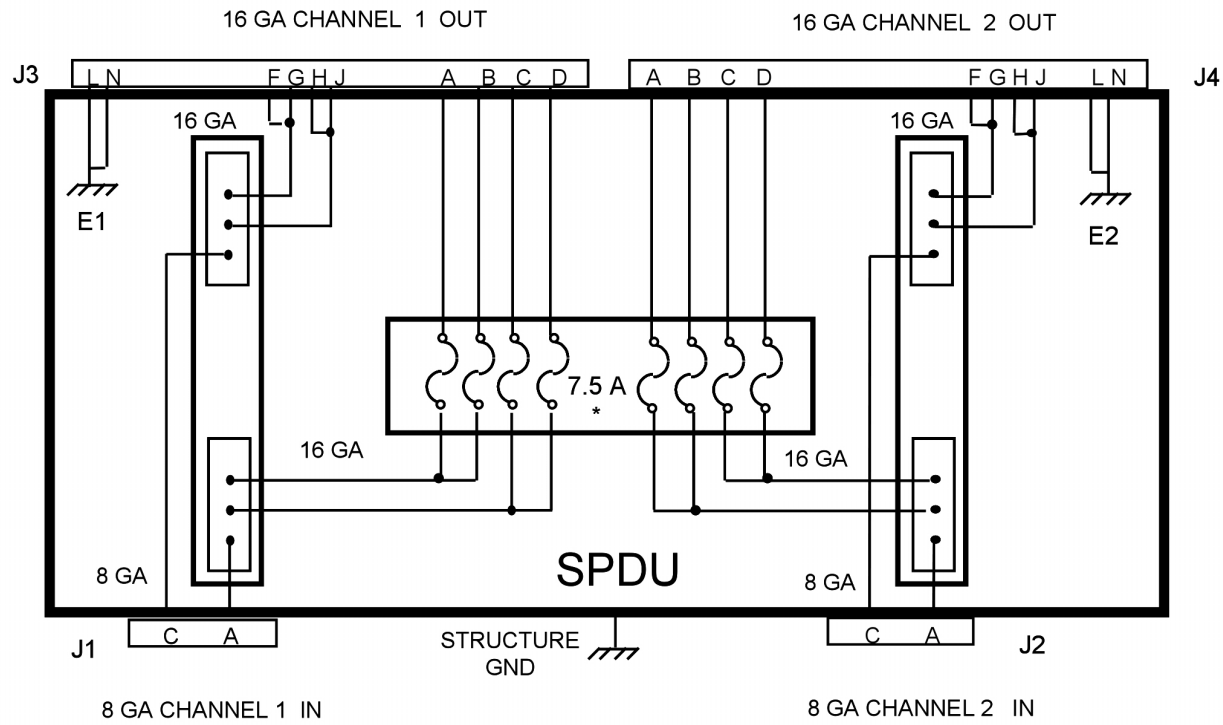 16 GA CHANNEL 1 OUT
16 GA CHANNEL 2 OUT
J3
L N F G H J A B C D
A B C D F G H J L N
J4
16 GA
16 GA
E1
E2
7.5 A
*
16 GA
16 GA
SPDU
8 GA
8 GA
J1
C A
STRUCTURE
GND
C A
J2
8 GA CHANNEL 1 IN
8 GA CHANNEL 2 IN